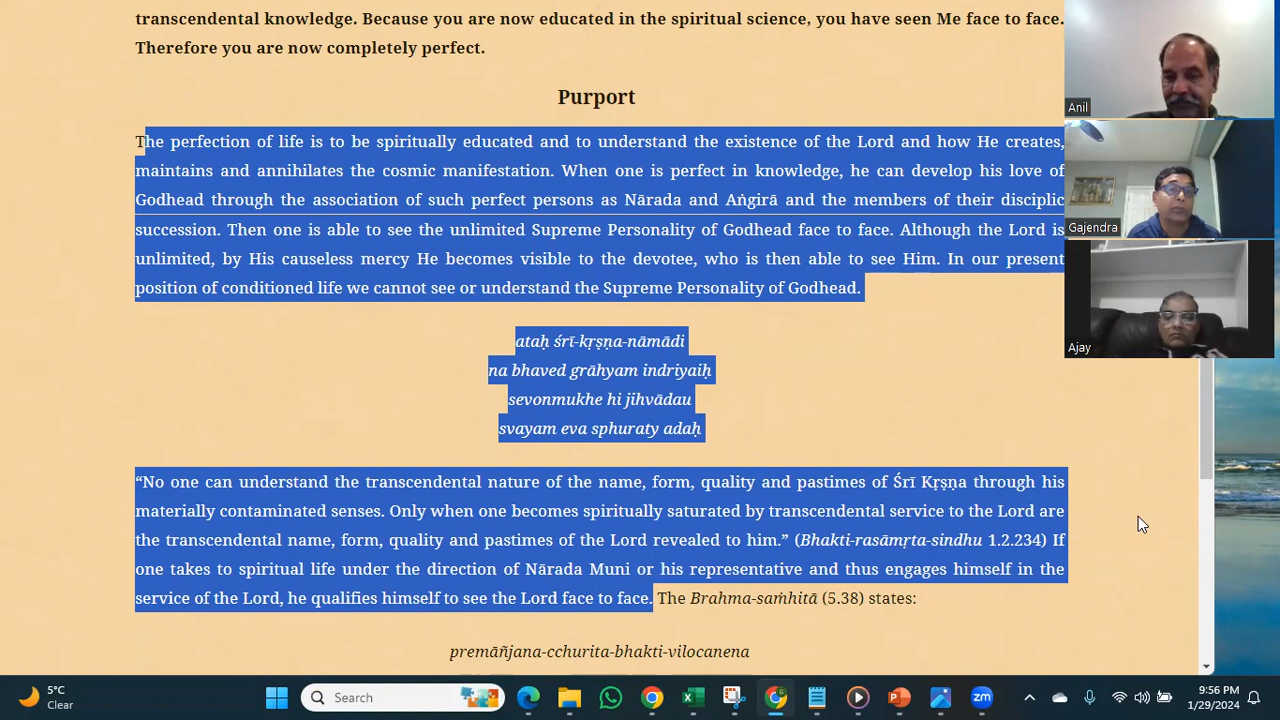 transcendental knowledge. Because you are now educated in the spiritual science, you have seen Me face to face.
Therefore you are now completely perfect.
Purport
The perfection of life is to be spiritually educated and to understand the existence of the Lord and how He creates,
maintains and annihilates the cosmic manifestation. When one is perfect in knowledge, he can develop his love of
Godhead through the association of such perfect persons as Nārada and Aṅgirā and the members of their disciplic
succession. Then one is able to see the unlimited Supreme Personality of Godhead face to face. Although the Lord is
unlimited, by His causeless mercy He becomes visible to the devotee, who is then able to see Him. In our present
position of conditioned life we cannot see or understand the Supreme Personality of Godhead.
ataḥ śrī-kṛṣṇa-nāmādi
na bhaved grāhyam indriyaiḥ
sevonmukhe hi jihvādau
svayam eva sphuraty adaḥ
“No one can understand the transcendental nature of the name, form, quality and pastimes of Śrī Kṛṣṇa through his
materially contaminated senses. Only when one becomes spiritually saturated by transcendental service to the Lord are
the transcendental name, form, quality and pastimes of the Lord revealed to him.” (Bhakti-rasāmṛta-sindhu 1.2.234) If
one takes to spiritual life under the direction of Nārada Muni or his representative and thus engages himself in the
service of the Lord, he qualifies himself to see the Lord face to face. The Brahma-saṁhitā (5.38) states:
premāñjana-cchurita-bhakti-vilocanena
Anil
Gajendra
Ajay
5°C
Clear
Search
zm
9:56 PM
1/29/2024